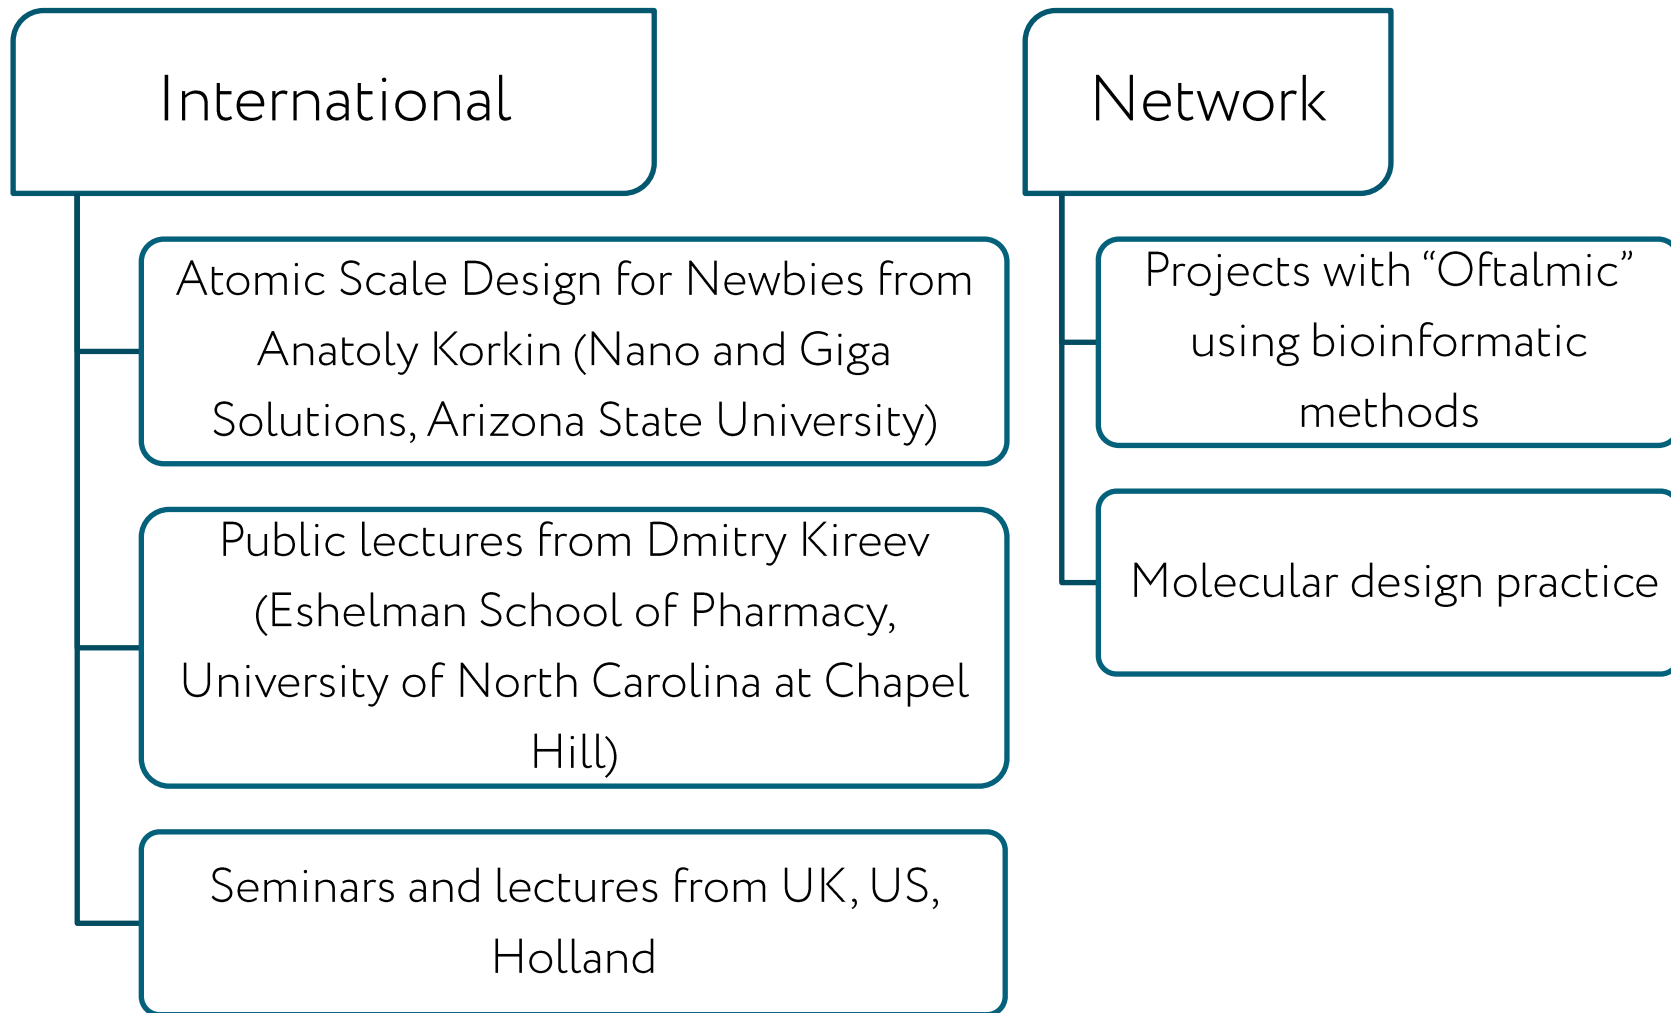 International
Atomic Scale Design for Newbies from
Anatoly Korkin (Nano and Giga
Solutions, Arizona State University)
Public lectures from Dmitry Kireev
(Eshelman School of Pharmacy,
University of North Carolina at Chapel
Hill)
Seminars and lectures from UK, US,
Holland
Network
Projects with “Oftalmic”
using bioinformatic
methods
Molecular design practice